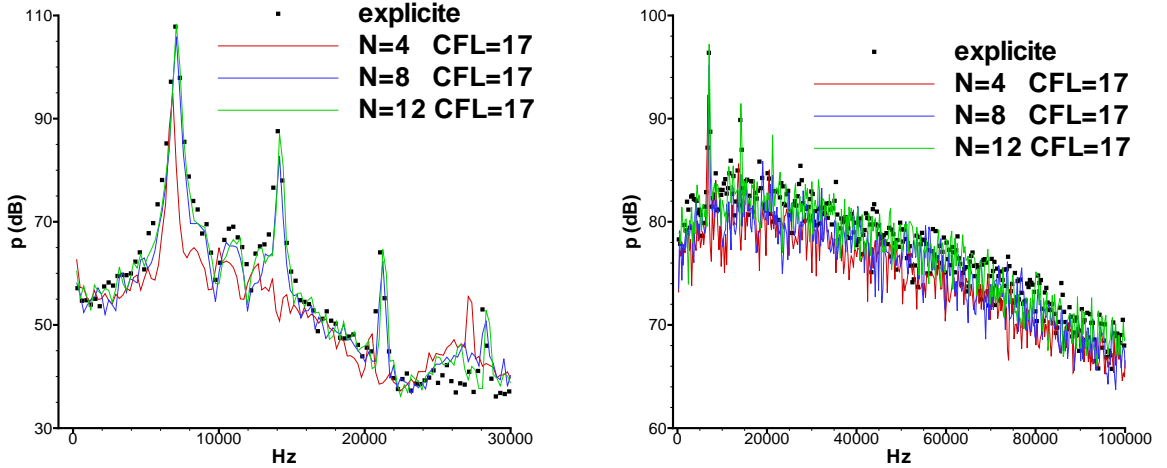 explicite
N=4 CFL=17
N=8 CFL=17
N=12 CFL=17
110
90
70
50
30
p (dB)
0
10000
20000
30000
Hz
explicite
N=4 CFL=17
N=8 CFL=17
N=12 CFL=17
100
90
80
70
60
p (dB)
0
20000
40000
60000
80000
100000
Hz